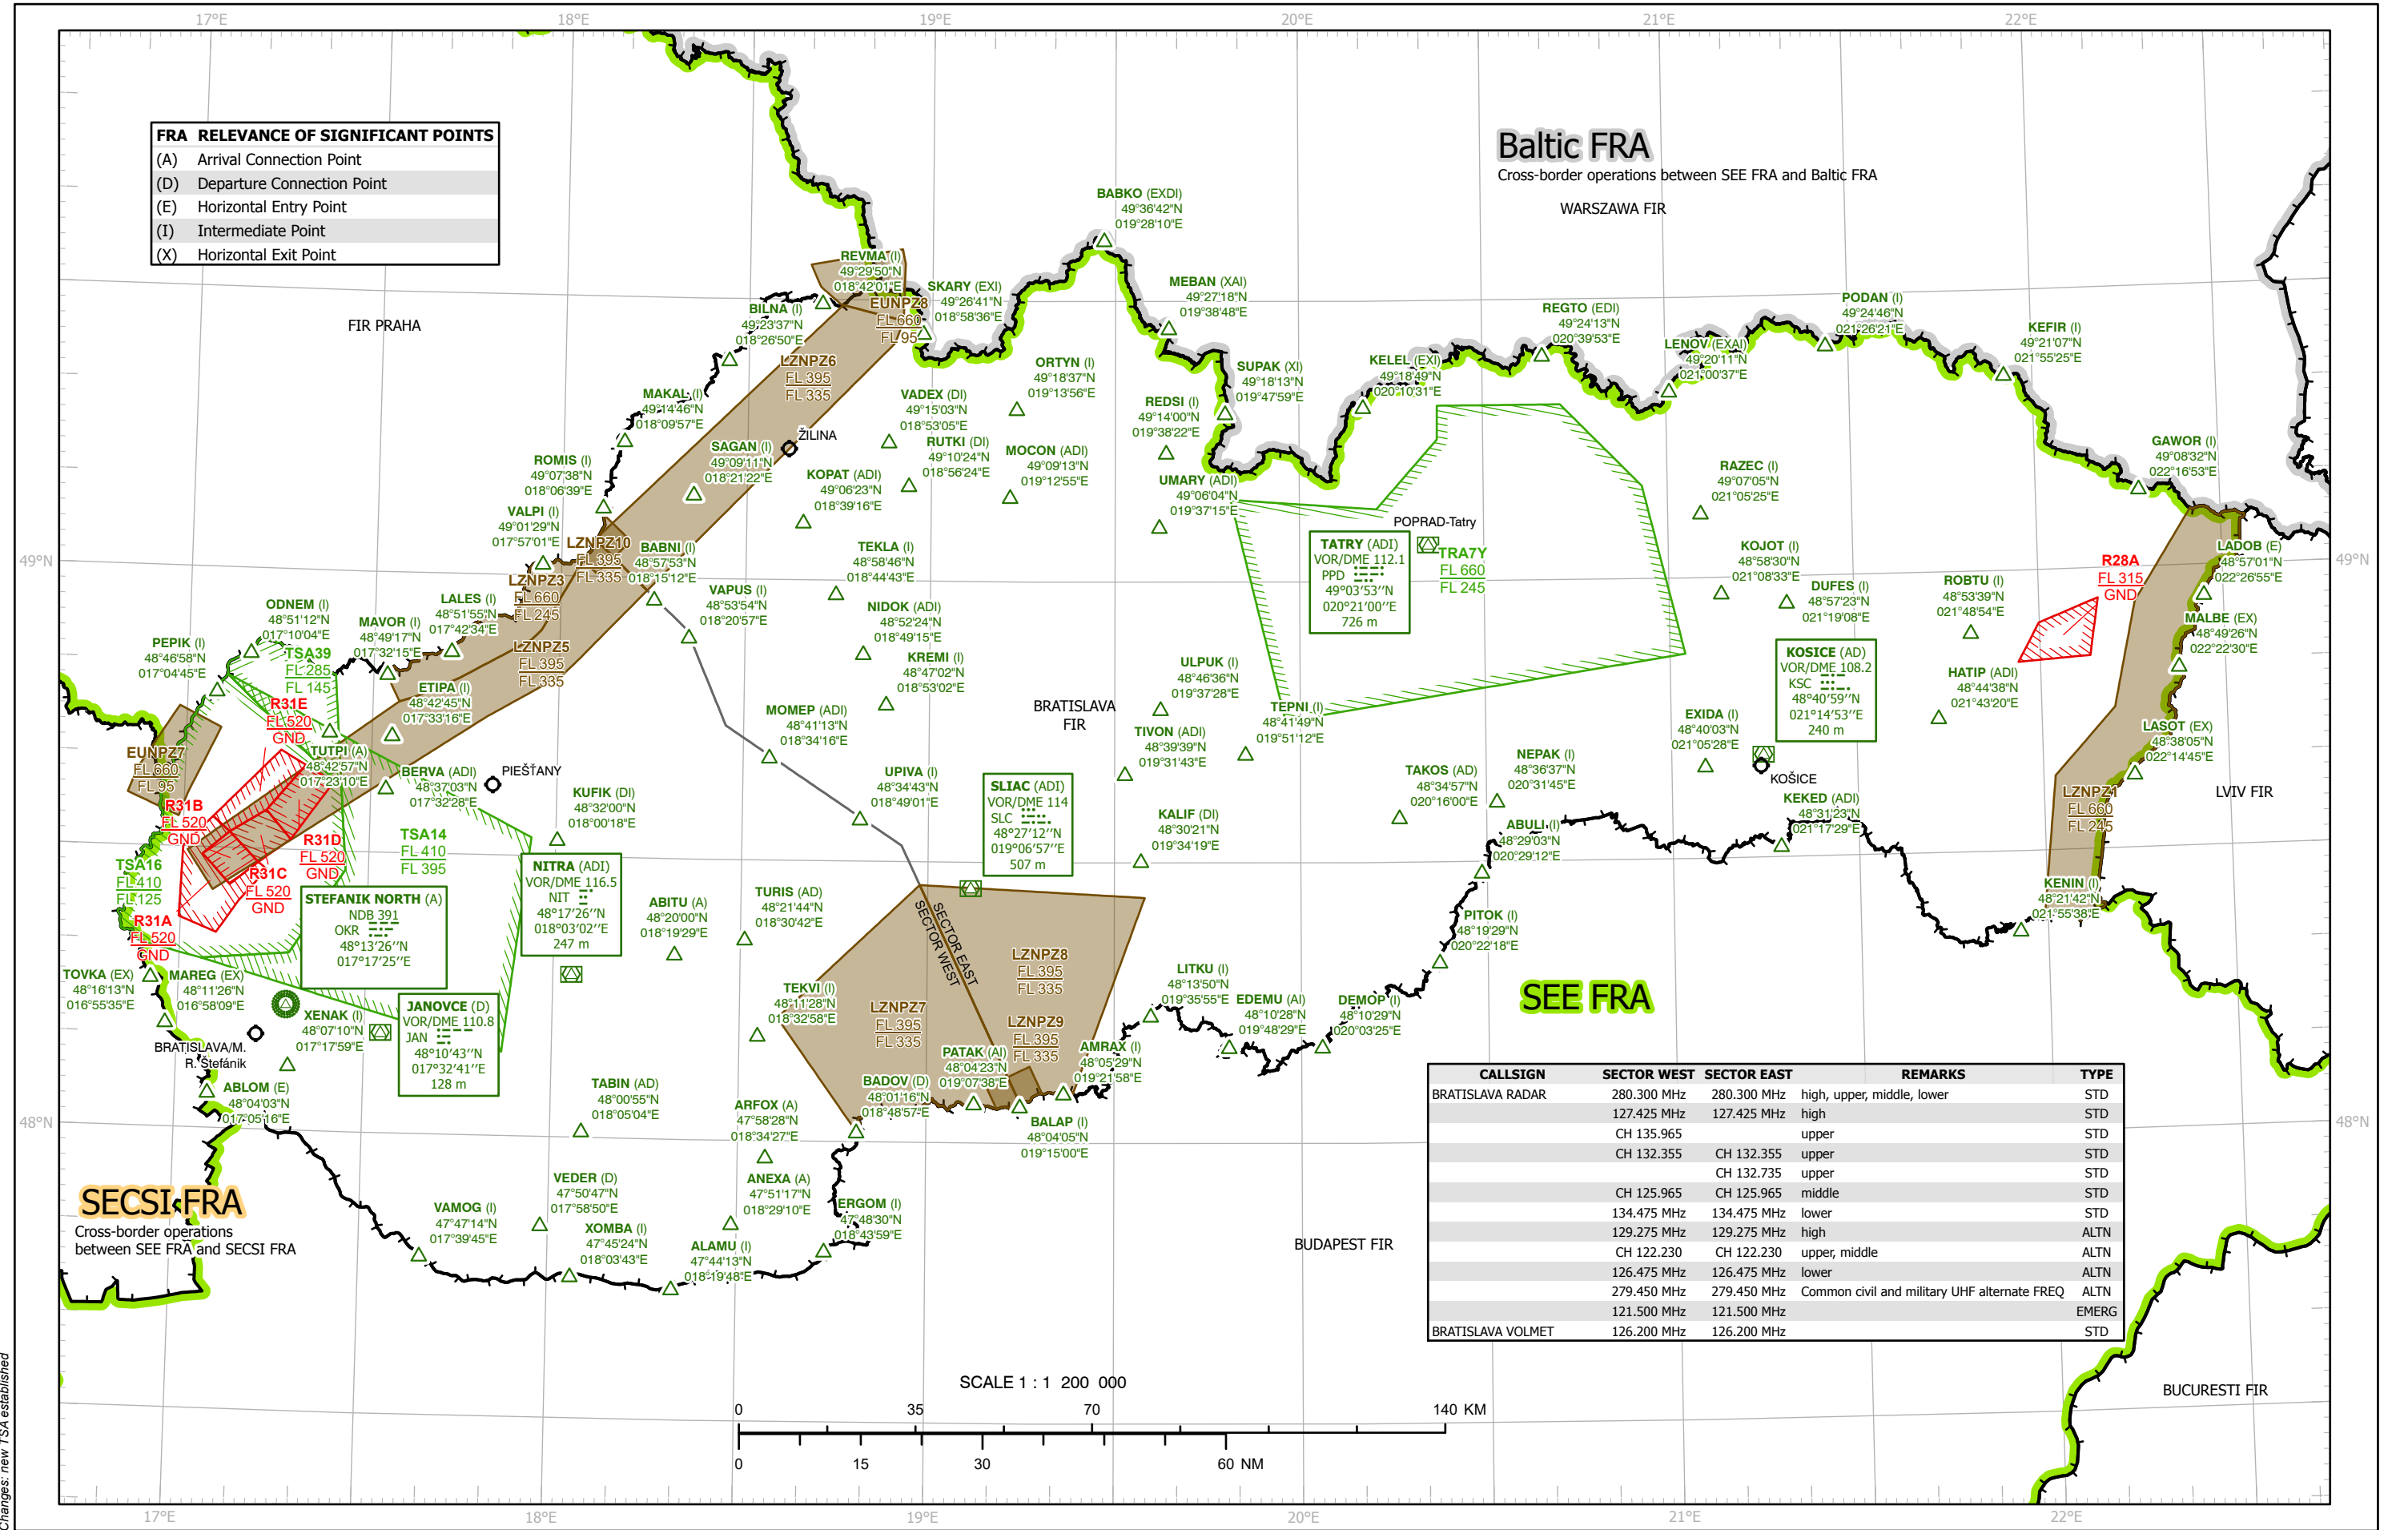 17°E
18°E
19°E
20°E
21°E
22°E
FRA RELEVANCE OF SIGNIFICANT POINTS
(A) Arrival Connection Point
(D) Departure Connection Point
(E) Horizontal Entry Point
(I) Intermediate Point
(X) Horizontal Exit Point
Baltic FRA
Cross-border operations between SEE FRA and Baltic FRA
WARSZAWA FIR
FIR PRAHA
BABKO (EXDI)
49°36'42"N
019°28'10"E
REVMA (I)
49°29'50"N
018°42'01"E
EUNPZ8
FL 660
FL 95
SKARY (EXI)
49°26'41"N
018°58'36"E
MEBAN (XAI)
49°27'18"N
019°38'48"E
BILNA (I)
49°23'37"N
018°26'50"E
REGTO (EDI)
49°24'13"N
020°39'53"E
PODAN (I)
49°24'46"N
021°26'21"E
KEFIR (I)
49°21'07"N
021°55'25"E
LENOV (EXAI)
49°20'11"N
021°00'37"E
LZNPZ6
FL 395
FL 335
ORTYN (I)
49°18'37"N
019°13'56"E
SUPAK (XI)
49°18'13"N
019°47'59"E
KELEL (EXI)
49°18'49"N
020°10'31"E
MAKAL (I)
49°14'46"N
018°09'57"E
VADEX (DI)
49°15'03"N
018°53'05"E
REDSI (I)
49°14'00"N
019°38'22"E
ŽILINA
SAGAN (I)
49°09'11"N
018°21'22"E
RUTKI (DI)
49°10'24"N
018°56'24"E
MOCON (ADI)
49°09'13"N
019°12'55"E
GAWOR (I)
49°08'32"N
022°16'53"E
ROMIS (I)
49°07'38"N
018°06'39"E
KOPAT (ADI)
49°06'23"N
018°39'16"E
UMARY (ADI)
49°06'04"N
019°37'15"E
RAZEC (I)
49°07'05"N
021°05'25"E
VALPI (I)
49°01'29"N
017°57'01"E
POPRAD-Tatry
TATRY (ADI)
VOR/DME 112.1
PPD
49°03'53''N
020°21'00''E
726 m
TRA7Y
FL 660
FL 245
LZNPZ10
FL 395
FL 335
BABNI (I)
48°57'53"N
018°15'12"E
TEKLA (I)
48°58'46"N
018°44'43"E
KOJOT (I)
48°58'30"N
021°08'33"E
R28A
FL 315
GND
LADOB (E)
48°57'01"N
022°26'55"E
49°N
49°N
LZNPZ3
FL 660
FL 245
VAPUS (I)
48°53'54"N
018°20'57"E
DUFES (I)
48°57'23"N
021°19'08"E
ROBTU (I)
48°53'39"N
021°48'54"E
ODNEM (I)
48°51'12"N
017°10'04"E
LALES (I)
48°51'55"N
017°42'34"E
NIDOK (ADI)
48°52'24"N
018°49'15"E
MALBE (EX)
48°49'26"N
022°22'30"E
PEPIK (I)
48°46'58"N
017°04'45"E
TSA39
FL 285
FL 145
MAVOR (I)
48°49'17"N
017°32'15"E
LZNPZ5
FL 395
FL 335
KREMI (I)
48°47'02"N
018°53'02"E
ULPUK (I)
48°46'36"N
019°37'28"E
KOSICE (AD)
VOR/DME 108.2
KSC
48°40'59''N
021°14'53''E
240 m
HATIP (ADI)
48°44'38"N
021°43'20"E
R31E
FL 520
GND
ETIPA (I)
48°42'45"N
017°33'16"E
MOMEP (ADI)
48°41'13"N
018°34'16"E
BRATISLAVA
FIR
TEPNI (I)
48°41'49"N
019°51'12"E
TIVON (ADI)
48°39'39"N
019°31'43"E
EXIDA (I)
48°40'03"N
021°05'28"E
LASOT (EX)
48°38'05"N
022°14'45"E
EUNPZ7
FL 660
FL 95
TUTPI (A)
48°42'57"N
017°23'10"E
BERVA (ADI)
48°37'03"N
017°32'28"E
PIEŠŤANY
UPIVA (I)
48°34'43"N
018°49'01"E
TAKOS (AD)
48°34'57"N
020°16'00"E
NEPAK (I)
48°36'37"N
020°31'45"E
KOŠICE
LVIV FIR
R31B
FL 520
GND
KUFIK (DI)
48°32'00"N
018°00'18"E
SLIAC (ADI)
VOR/DME 114
SLC
48°27'12''N
019°06'57''E
507 m
KALIF (DI)
48°30'21"N
019°34'19"E
KEKED (ADI)
48°31'23"N
021°17'29"E
LZNPZ1
FL 660
FL 245
TSA14
FL 410
FL 395
R31D
FL 520
GND
ABULI (I)
48°29'03"N
020°29'12"E
TSA16
FL 410
FL 125
R31C
FL 520
GND
NITRA (ADI)
VOR/DME 116.5
NIT
48°17'26''N
018°03'02''E
247 m
STEFANIK NORTH (A)
NDB 391
OKR
48°13'26''N
017°17'25''E
R31A
FL 520
GND
ABITU (A)
48°20'00"N
018°19'29"E
TURIS (AD)
48°21'44"N
018°30'42"E
SECTOR EAST
SECTOR WEST
PITOK (I)
48°19'29"N
020°22'18"E
KENIN (I)
48°21'42"N
021°55'38"E
LZNPZ8
FL 395
FL 335
TOVKA (EX)
48°16'13"N
016°55'35"E
MAREG (EX)
48°11'26"N
016°58'09"E
TEKVI (I)
48°11'28"N
018°32'58"E
LZNPZ7
FL 395
FL 335
LITKU (I)
48°13'50"N
019°35'55"E
EDEMU (AI)
48°10'28"N
019°48'29"E
DEMOP (I)
48°10'29"N
020°03'25"E
SEE FRA
XENAK (I)
48°07'10"N
017°17'59"E
JANOVCE (D)
VOR/DME 110.8
JAN
48°10'43''N
017°32'41''E
128 m
LZNPZ9
FL 395
FL 335
BRATISLAVA/M.
R. Štefánik
PATAK (AI)
48°04'23"N
019°07'38"E
AMRAX (I)
48°05'29"N
019°21'58"E
ABLOM (E)
48°04'03"N
017°05'16"E
TABIN (AD)
48°00'55"N
018°05'04"E
BADOV (D)
48°01'16"N
018°48'57"E
ARFOX (A)
47°58'28"N
018°34'27"E
BALAP (I)
48°04'05"N
019°15'00"E
48°N
48°N
CALLSIGN SECTOR WEST SECTOR EAST REMARKS TYPE
BRATISLAVA RADAR 280.300 MHz 280.300 MHz high, upper, middle, lower STD
127.425 MHz 127.425 MHz high STD
CH 135.965 upper STD
CH 132.355 CH 132.355 upper STD
CH 132.735 upper STD
CH 125.965 CH 125.965 middle STD
134.475 MHz 134.475 MHz lower STD
129.275 MHz 129.275 MHz high ALTN
CH 122.230 CH 122.230 upper, middle ALTN
126.475 MHz 126.475 MHz lower ALTN
279.450 MHz 279.450 MHz Common civil and military UHF alternate FREQ ALTN
121.500 MHz 121.500 MHz EMERG
BRATISLAVA VOLMET 126.200 MHz 126.200 MHz STD
SECSI FRA
Cross-border operations
between SEE FRA and SECSI FRA
VEDER (D)
47°50'47"N
017°58'50"E
ANEXA (A)
47°51'17"N
018°29'10"E
VAMOG (I)
47°47'14"N
017°39'45"E
XOMBA (I)
47°45'24"N
018°03'43"E
ALAMU (I)
47°44'13"N
018°19'48"E
ERGOM (I)
47°48'30"N
018°43'59"E
BUDAPEST FIR
BUCURESTI FIR
SCALE 1 : 1 200 000
0 35 70 140 KM
0 15 30 60 NM
Changes: new TSA established
17°E
18°E
19°E
20°E
21°E
22°E